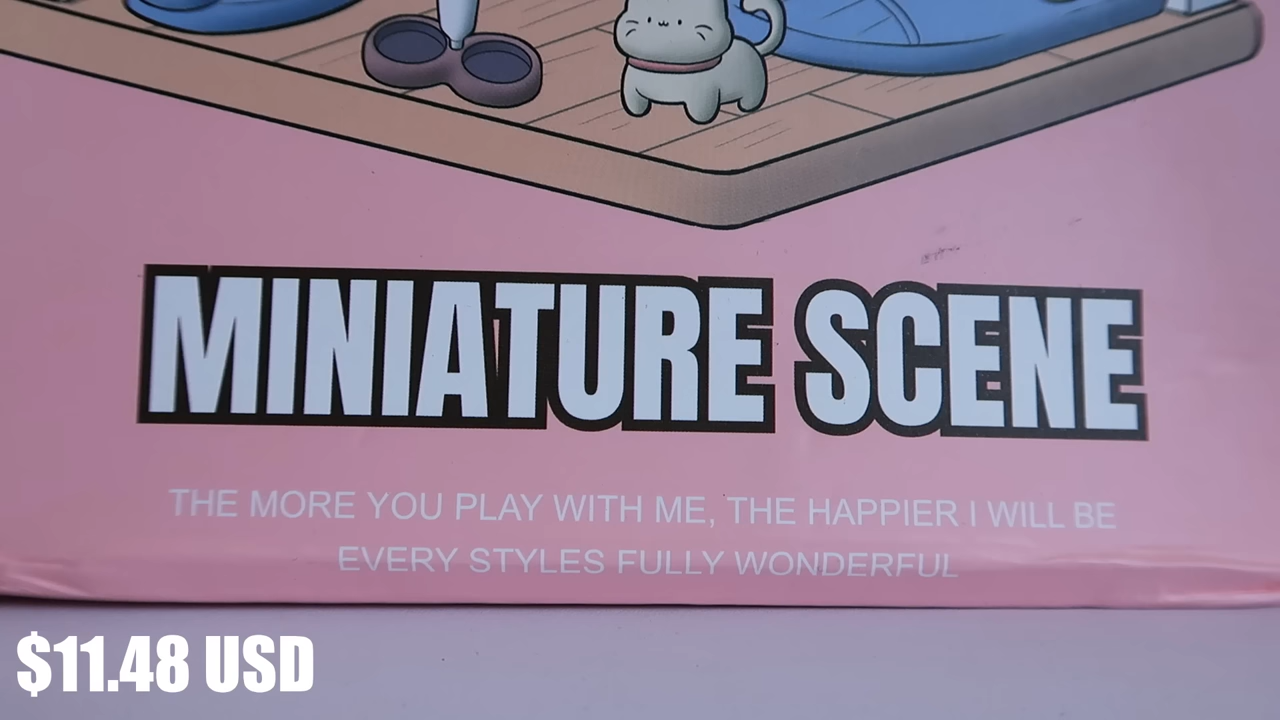 MINIATURE SCENE
THE MORE YOU PLAY WITH ME, THE HAPPIER I WILL BE
EVERY STYLES FULLY WONDERFUL
$11.48 USD